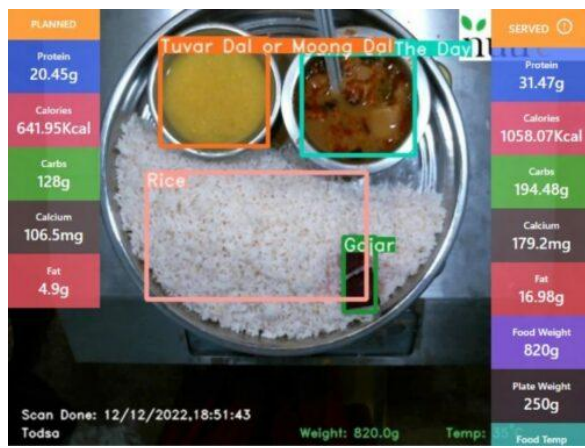 PLANNED
Protein
20.45g
Calories
641.95Kcal
Carbs
128g
Calcium
106.5mg
Fat
4.9g
Tuvar Dal or Moong Dal
The Day
Rice
Gajar
SERVED
Protein
31.47g
Calories
1058.07Kcal
Carbs
194.48g
Calcium
179.2mg
Fat
16.98g
Food Weight
820g
Plate Weight
250g
Food Temp
Scan Done: 12/12/2022,18:51:43
Todsa
Weight: 820.0g
Temp: 35°C